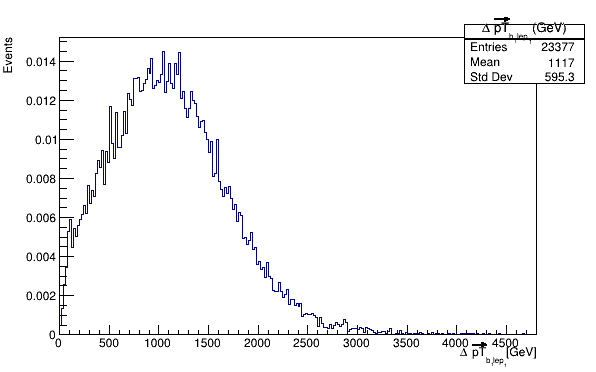 Δ pT b₁lep₁ (GeV)
Entries 23377
Mean 1117
Std Dev 595.3
Events
0.014
0.012
0.01
0.008
0.006
0.004
0.002
0
0 500 1000 1500 2000 2500 3000 3500 4000 4500
Δ pT b₁lep₁ [GeV]